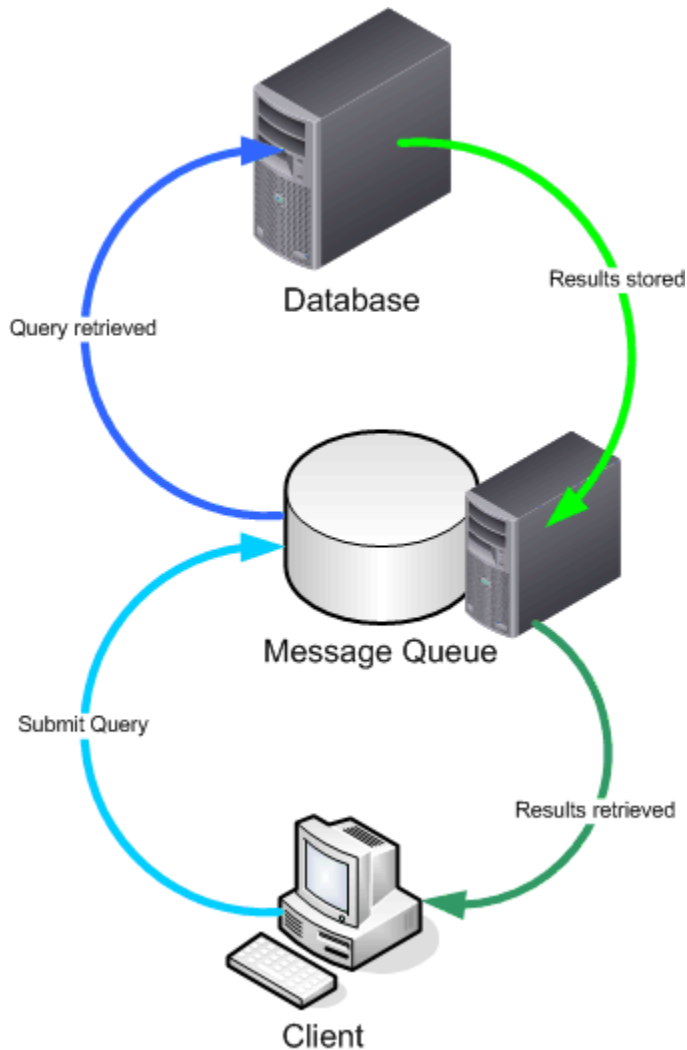 Database
Results stored
Query retrieved
Message Queue
Submit Query
Results retrieved
Client